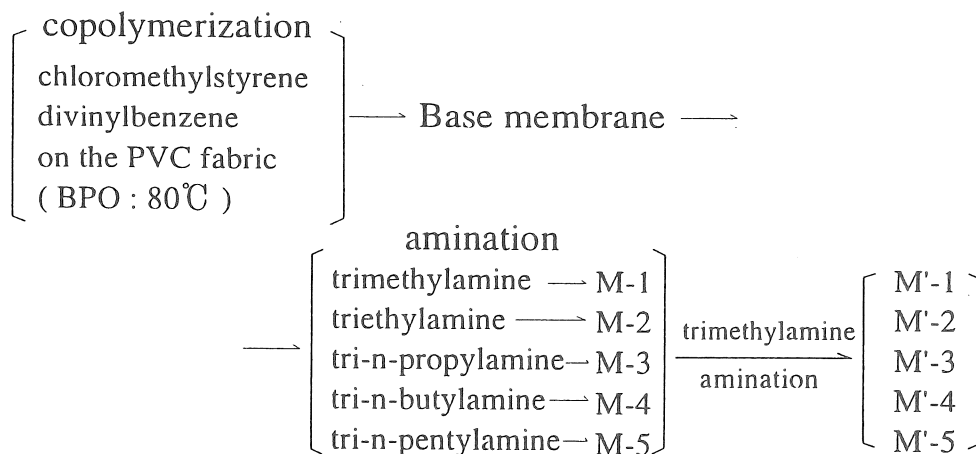 copolymerization
chloromethylstyrene
divinylbenzene
on the PVC fabric
( BPO : 80℃ )
Base membrane
amination
trimethylamine M-1
triethylamine M-2
tri-n-propylamine M-3
tri-n-butylamine M-4
tri-n-pentylamine M-5
trimethylamine
amination
M'-1
M'-2
M'-3
M'-4
M'-5